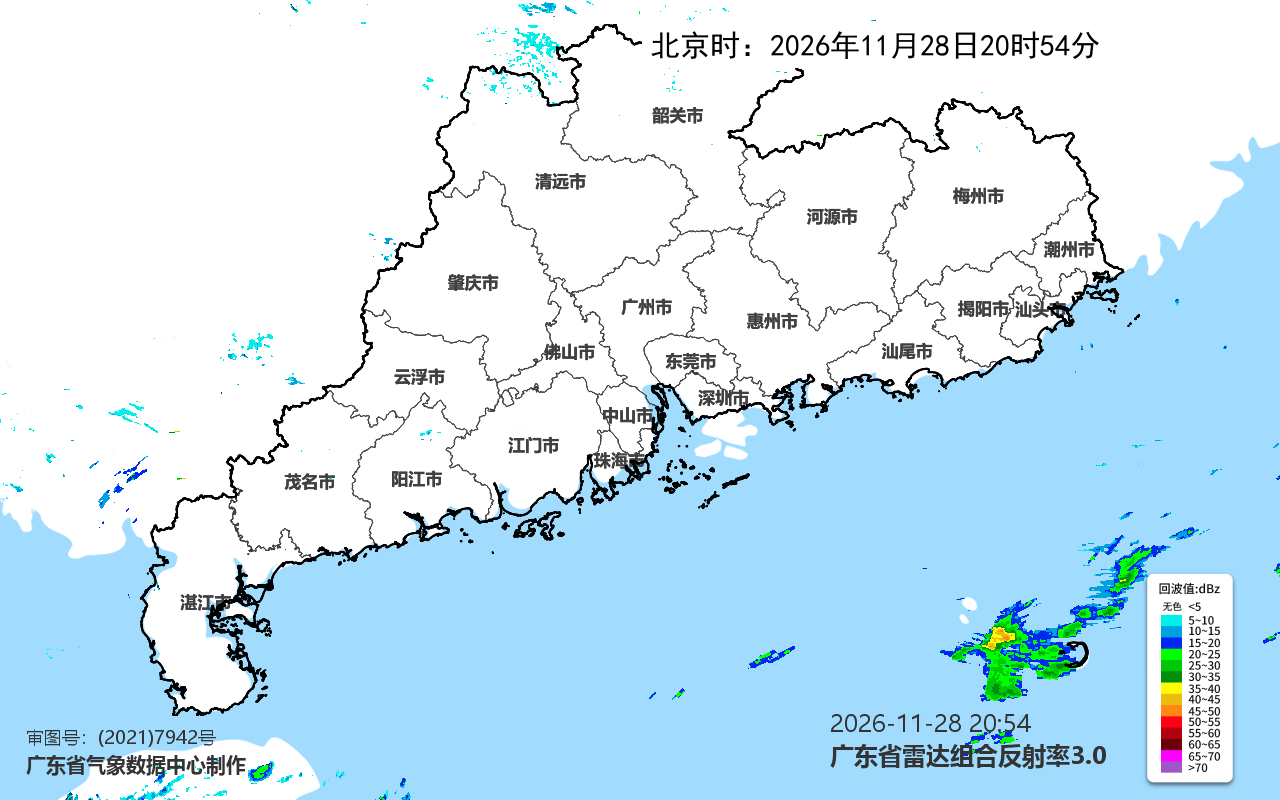 北京时：2026年11月28日20时54分
韶关市
清远市
梅州市
河源市
潮州市
肇庆市
广州市
揭阳市
汕头市
惠州市
佛山市
汕尾市
东莞市
云浮市
深圳市
中山市
江门市
珠海市
阳江市
茂名市
湛江市
回波值:dBz
无色 <5
5~10
10~15
15~20
20~25
25~30
30~35
35~40
40~45
45~50
50~55
55~60
60~65
65~70
>70
2026-11-28 20:54
广东省雷达组合反射率3.0
审图号：(2021)7942号
广东省气象数据中心制作